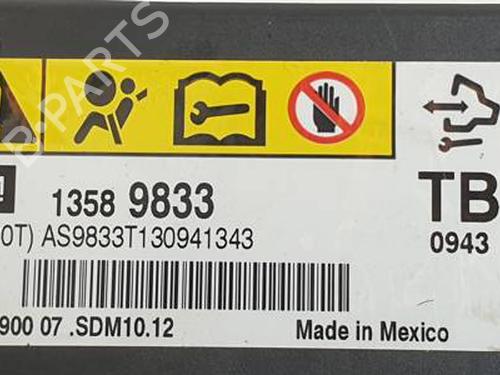 1358 9833
TB
0T) AS9833T130941343
0943
900 07 .SDM10.12
Made in Mexico
B-PARTS